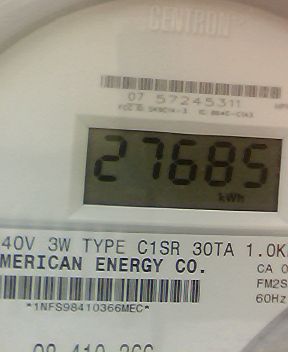 CENTRON
07 57245311
27685
kWh
40V 3W TYPE C1SR 30TA 1.0K
MERICAN ENERGY CO.
CA 0
FM2S
60Hz
*1NFS98410366MEC*